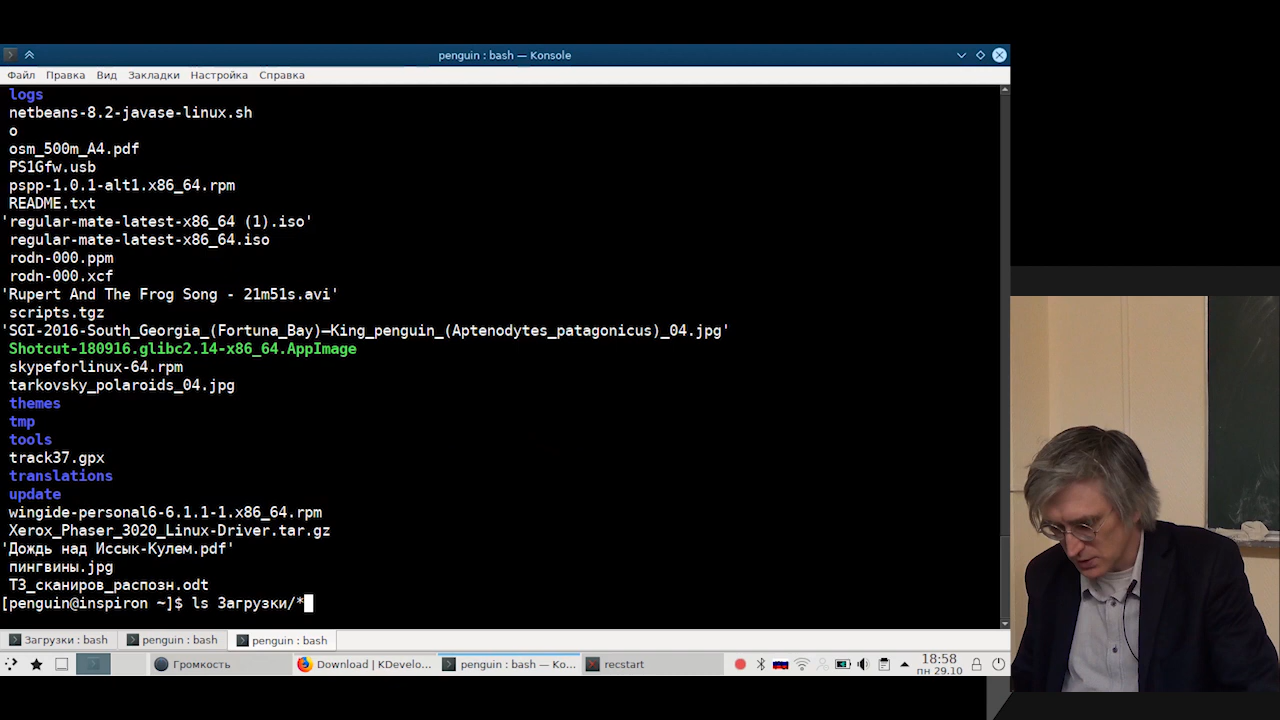 penguin : bash — Konsole
Файл Правка Вид Закладки Настройка Справка
logs
netbeans-8.2-javase-linux.sh
o
osm_500m_A4.pdf
PS1Gfw.usb
pspp-1.0.1-alt1.x86_64.rpm
README.txt
'regular-mate-latest-x86_64 (1).iso'
regular-mate-latest-x86_64.iso
rodn-000.ppm
rodn-000.xcf
'Rupert And The Frog Song - 21m51s.avi'
scripts.tgz
'SGI-2016-South_Georgia_(Fortuna_Bay)–King_penguin_(Aptenodytes_patagonicus)_04.jpg'
Shotcut-180916.glibc2.14-x86_64.AppImage
skypeforlinux-64.rpm
tarkovsky_polaroids_04.jpg
themes
tmp
tools
track37.gpx
translations
update
wingide-personal6-6.1.1-1.x86_64.rpm
Xerox_Phaser_3020_Linux-Driver.tar.gz
'Дождь над Иссык-Кулем.pdf'
пингвины.jpg
ТЗ_сканиров_распозн.odt
[penguin@inspiron ~]$ ls Загрузки/*
Загрузки : bash penguin : bash penguin : bash
Громкость Download | KDevelo... penguin : bash — Ko... recstart 18:58
пн 29.10